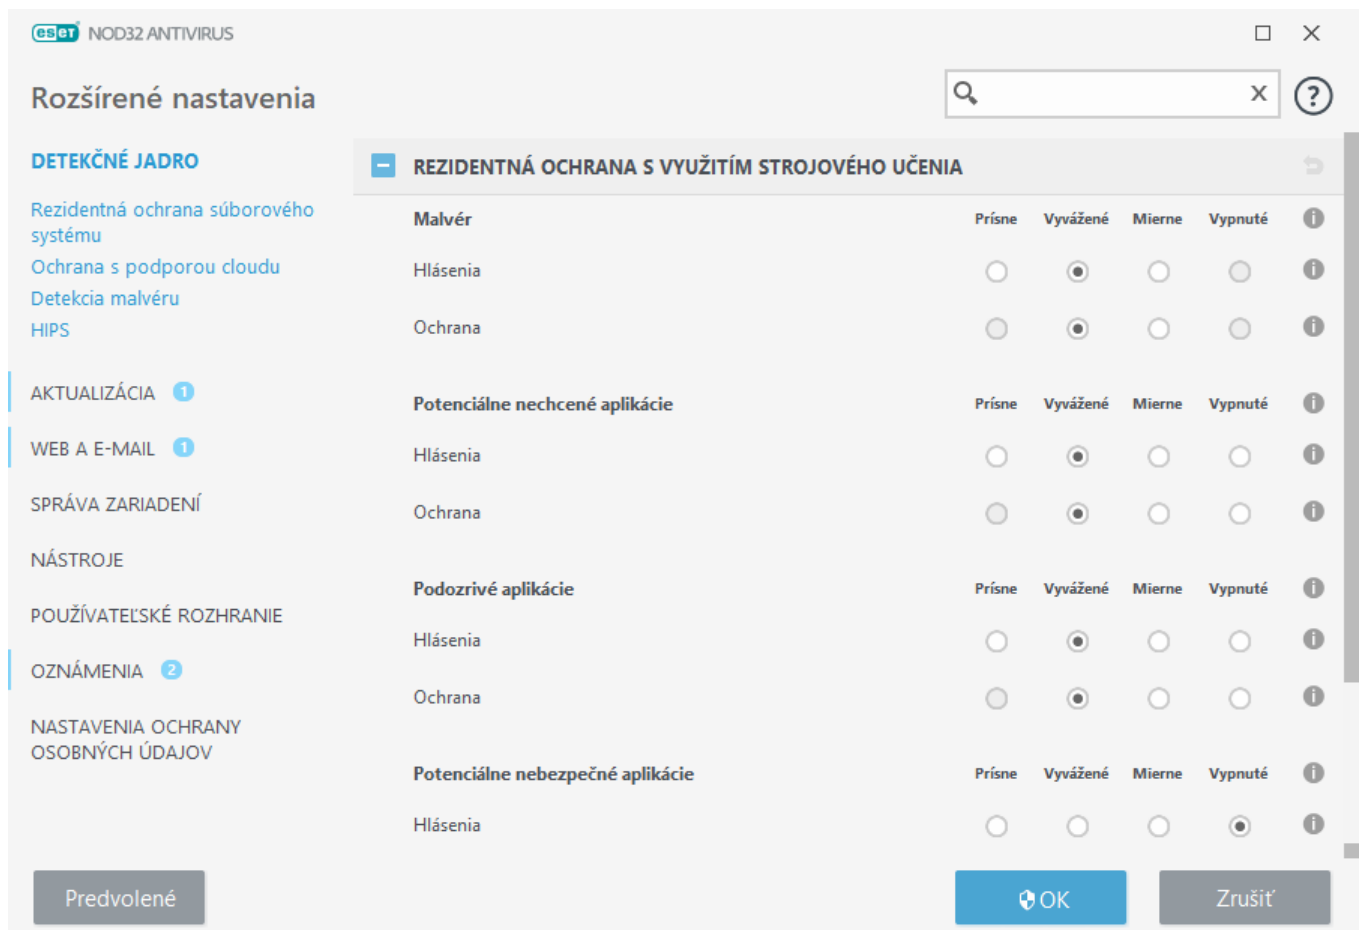 eset NOD32 ANTIVIRUS
Rozšírené nastavenia
x
?
DETEKČNÉ JADRO
Rezidentná ochrana súborového
systému
Ochrana s podporou cloudu
Detekcia malvéru
HIPS
AKTUALIZÁCIA 1
WEB A E-MAIL 1
SPRÁVA ZARIADENÍ
NÁSTROJE
POUŽÍVATEĽSKÉ ROZHRANIE
OZNÁMENIA 2
NASTAVENIA OCHRANY
OSOBNÝCH ÚDAJOV
REZIDENTNÁ OCHRANA S VYUŽITÍM STROJOVÉHO UČENIA
Malvér Prísne Vyvážené Mierne Vypnuté i
Hlásenia i
Ochrana i
Potenciálne nechcené aplikácie Prísne Vyvážené Mierne Vypnuté i
Hlásenia i
Ochrana i
Podozrivé aplikácie Prísne Vyvážené Mierne Vypnuté i
Hlásenia i
Ochrana i
Potenciálne nebezpečné aplikácie Prísne Vyvážené Mierne Vypnuté i
Hlásenia i
Predvolené
OK
Zrušiť